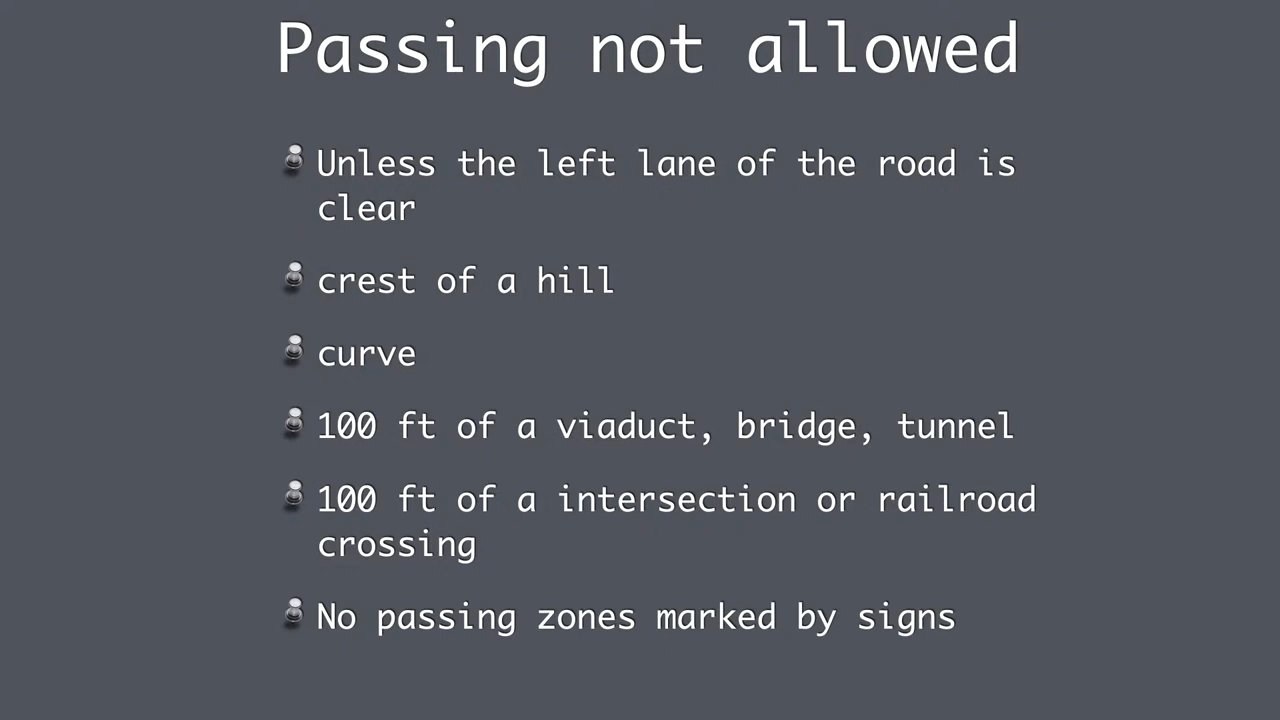 Passing not allowed
Unless the left lane of the road is
clear
crest of a hill
curve
100 ft of a viaduct, bridge, tunnel
100 ft of a intersection or railroad
crossing
No passing zones marked by signs